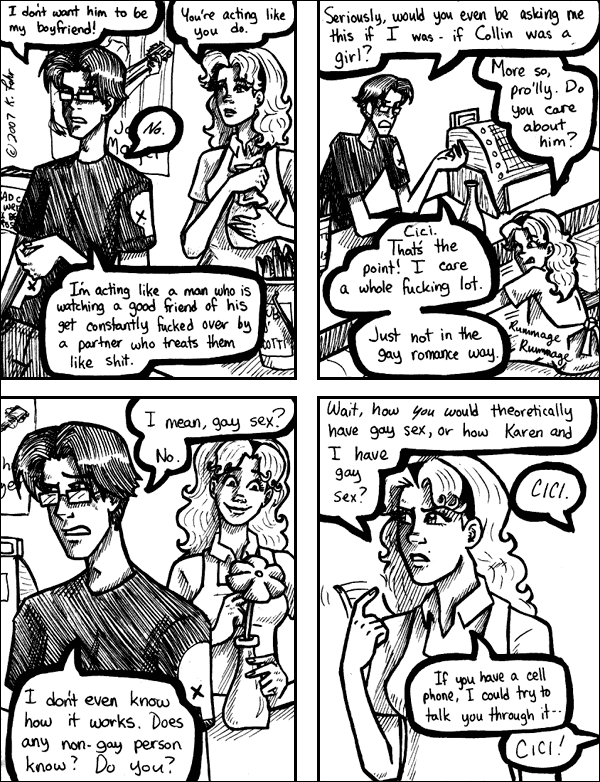 I don't want him to be
my boyfriend!
You're acting like
you do.
No.
I'm acting like a man who is
watching a good friend of his
get constantly fucked over by
a partner who treats them
like shit.
Seriously, would you even be asking me
this if I was - if Collin was a
girl?
More so,
pro'lly. Do
you care
about
him?
Cici.
That's the
point! I care
a whole fucking lot.
Just not in the
gay romance way.
Rummage
Rummage
I mean, gay sex?
No.
I don't even know
how it works. Does
any non-gay person
know? Do you?
Wait, how you would theoretically
have gay sex, or how Karen and
I have
gay
sex?
CICI.
If you have a cell
phone, I could try to
talk you through it--
CICI!